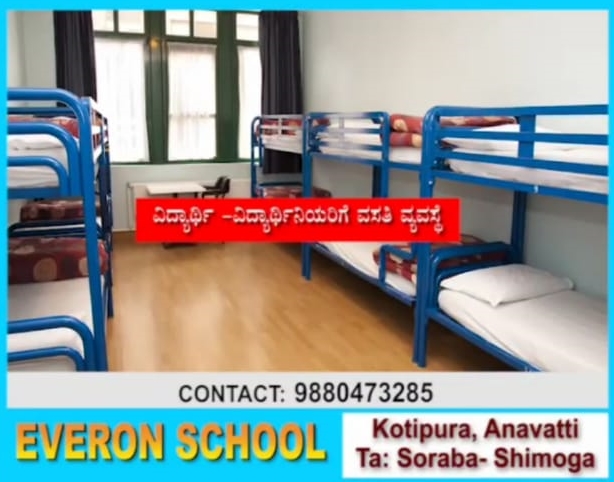 ವಿದ್ಯಾರ್ಥಿ -ವಿದ್ಯಾರ್ಥಿನಿಯರಿಗೆ ವಸತಿ ವ್ಯವಸ್ಥೆ
CONTACT: 9880473285
EVERON SCHOOL
Kotipura, Anavatti
Ta: Soraba- Shimoga